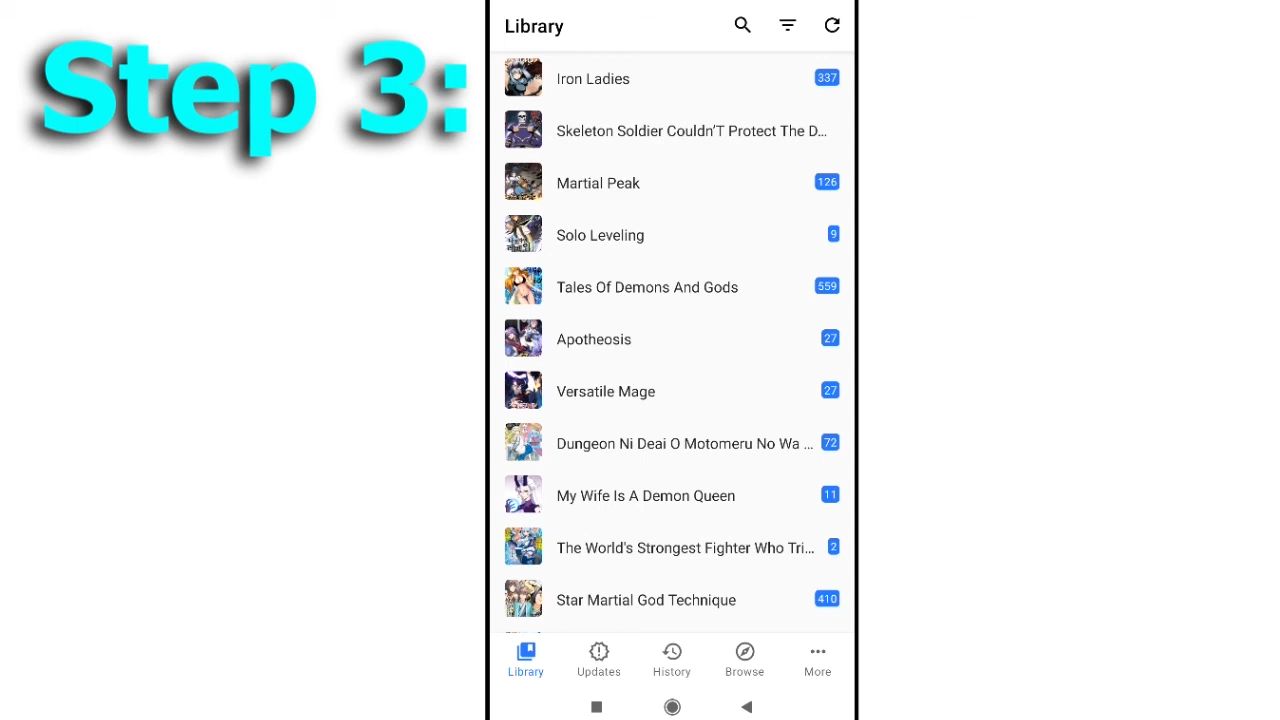 Step 3:
Library
Iron Ladies 337
Skeleton Soldier Couldn'T Protect The D...
Martial Peak 126
Solo Leveling 9
Tales Of Demons And Gods 559
Apotheosis 27
Versatile Mage 27
Dungeon Ni Deai O Motomeru No Wa ... 72
My Wife Is A Demon Queen 11
The World's Strongest Fighter Who Tri... 2
Star Martial God Technique 410
Library Updates History Browse More